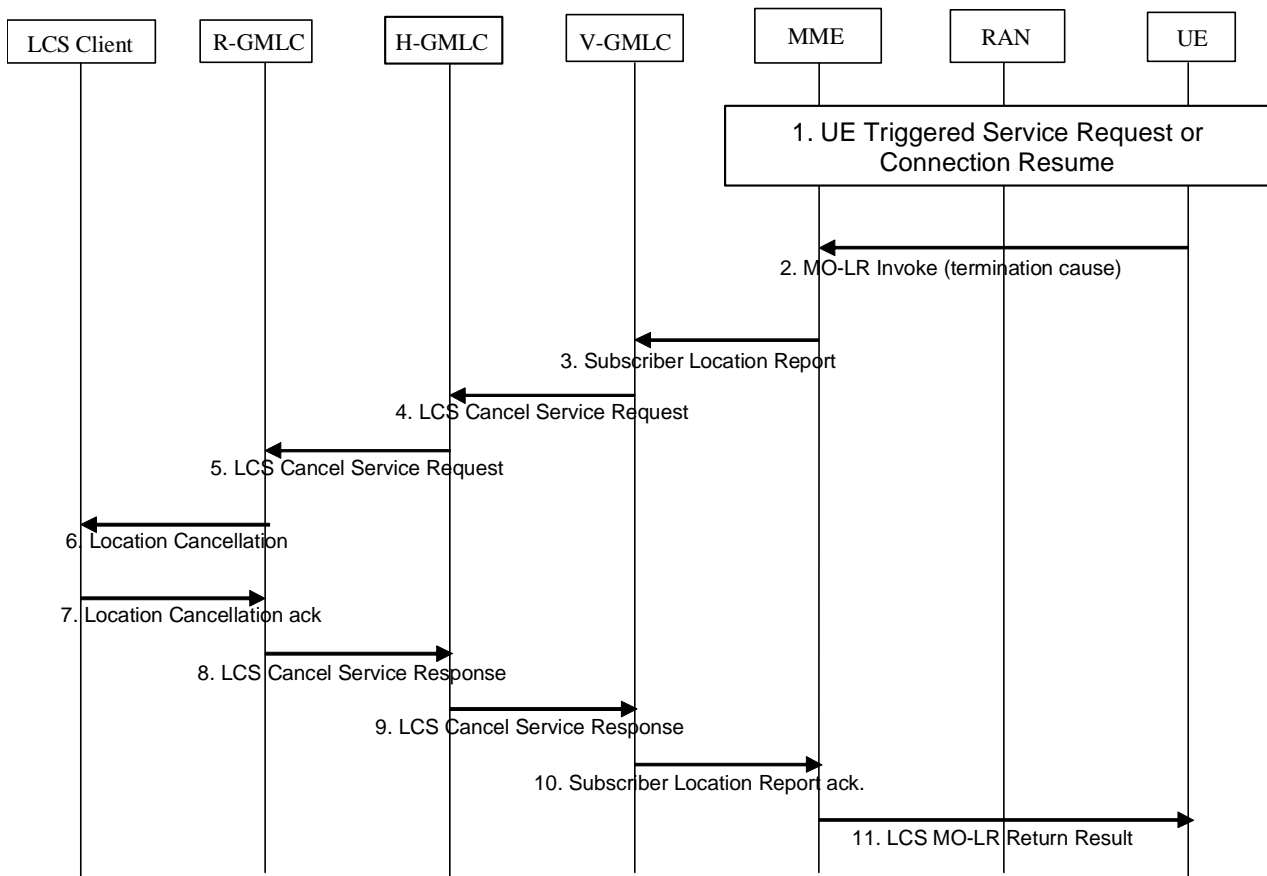 LCS Client
R-GMLC
H-GMLC
V-GMLC
MME
RAN
UE
1. UE Triggered Service Request or
Connection Resume
2. MO-LR Invoke (termination cause)
3. Subscriber Location Report
4. LCS Cancel Service Request
5. LCS Cancel Service Request
6. Location Cancellation
7. Location Cancellation ack
8. LCS Cancel Service Response
9. LCS Cancel Service Response
10. Subscriber Location Report ack.
11. LCS MO-LR Return Result